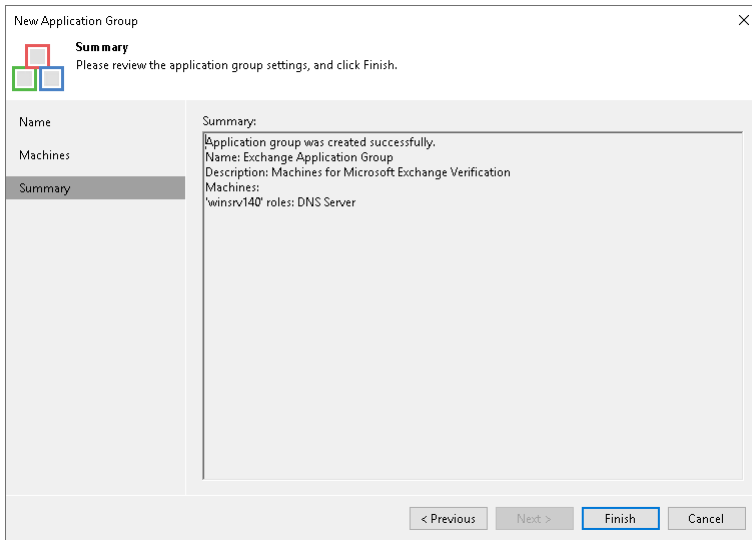 New Application Group
Summary
Please review the application group settings, and click Finish.
Name
Machines
Summary
Summary:
Application group was created successfully.
Name: Exchange Application Group
Description: Machines for Microsoft Exchange Verification
Machines:
'winsrv140' roles: DNS Server
< Previous
Next >
Finish
Cancel